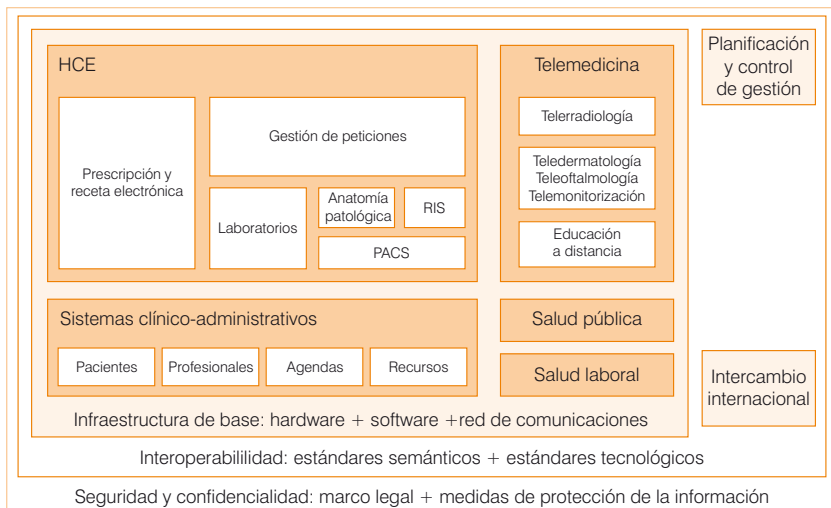 HCE
Prescripción y
receta electrónica
Gestión de peticiones
Laboratorios
Anatomía
patológica
RIS
PACS
Telemedicina
Telerradiología
Teledermatología
Teleoftalmología
Telemonitorización
Educación
a distancia
Planificación
y control
de gestión
Sistemas clínico-administrativos
Pacientes
Profesionales
Agendas
Recursos
Salud pública
Salud laboral
Intercambio
internacional
Infraestructura de base: hardware + software +red de comunicaciones
Interoperabililidad: estándares semánticos + estándares tecnológicos
Seguridad y confidencialidad: marco legal + medidas de protección de la información